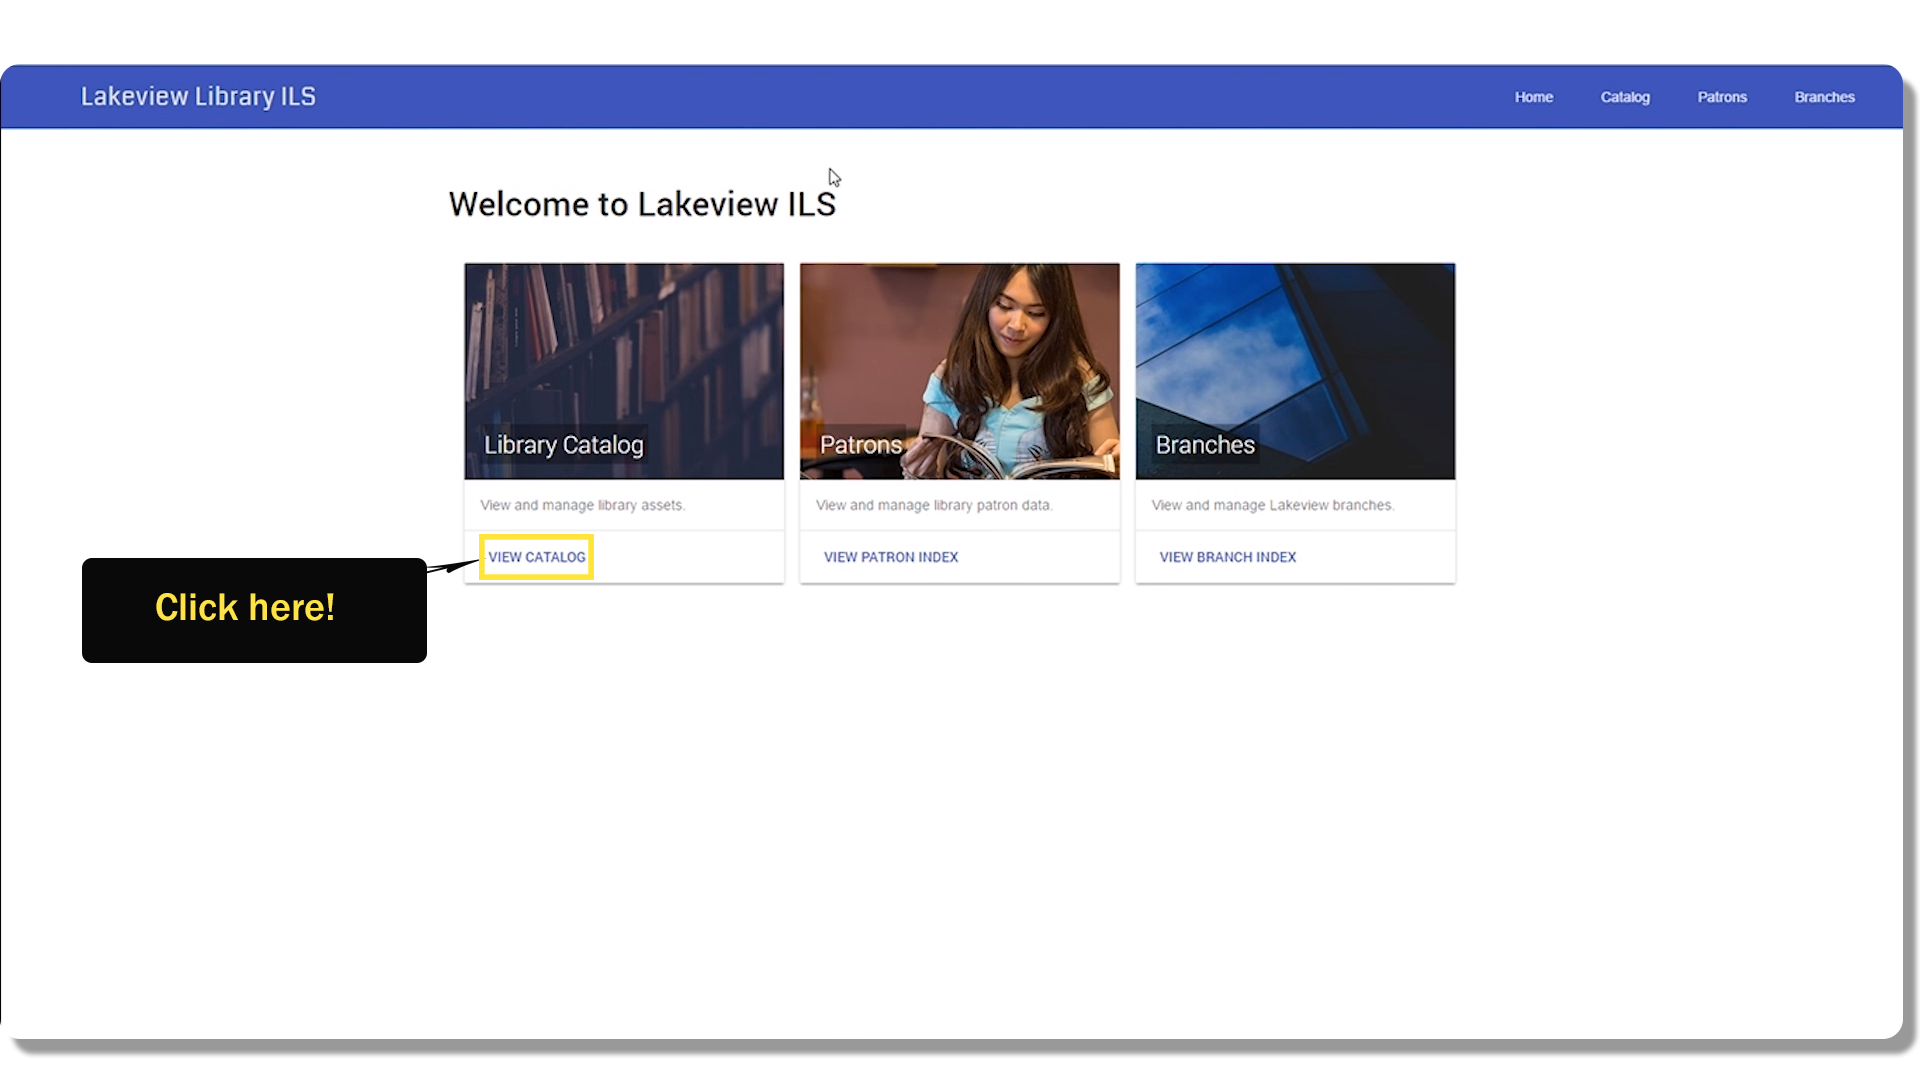 Lakeview Library ILS
Home Catalog Patrons Branches
Welcome to Lakeview ILS
Library Catalog
View and manage library assets.
VIEW CATALOG
Patrons
View and manage library patron data.
VIEW PATRON INDEX
Branches
View and manage Lakeview branches.
VIEW BRANCH INDEX
Click here!